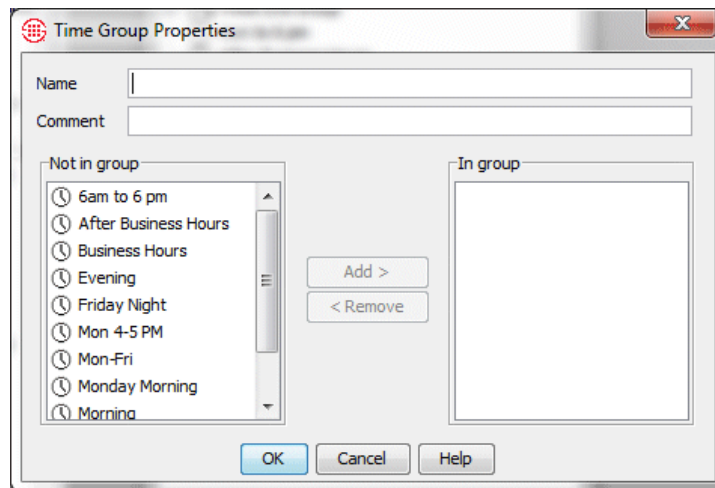 Time Group Properties
Name
Comment
Not in group
6am to 6 pm
After Business Hours
Business Hours
Evening
Friday Night
Mon 4-5 PM
Mon-Fri
Monday Morning
Morning
Add >
< Remove
In group
OK
Cancel
Help